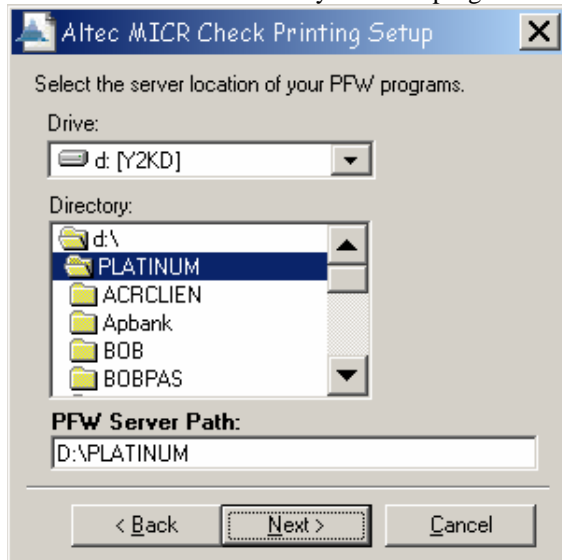 Altec MICR Check Printing Setup
Select the server location of your PFW programs.
Drive:
d: [Y2KD]
Directory:
d:\
PLATINUM
ACRCLIEN
Apbank
BOB
BOBPAS
PFW Server Path:
D:\PLATINUM
< Back Next > Cancel